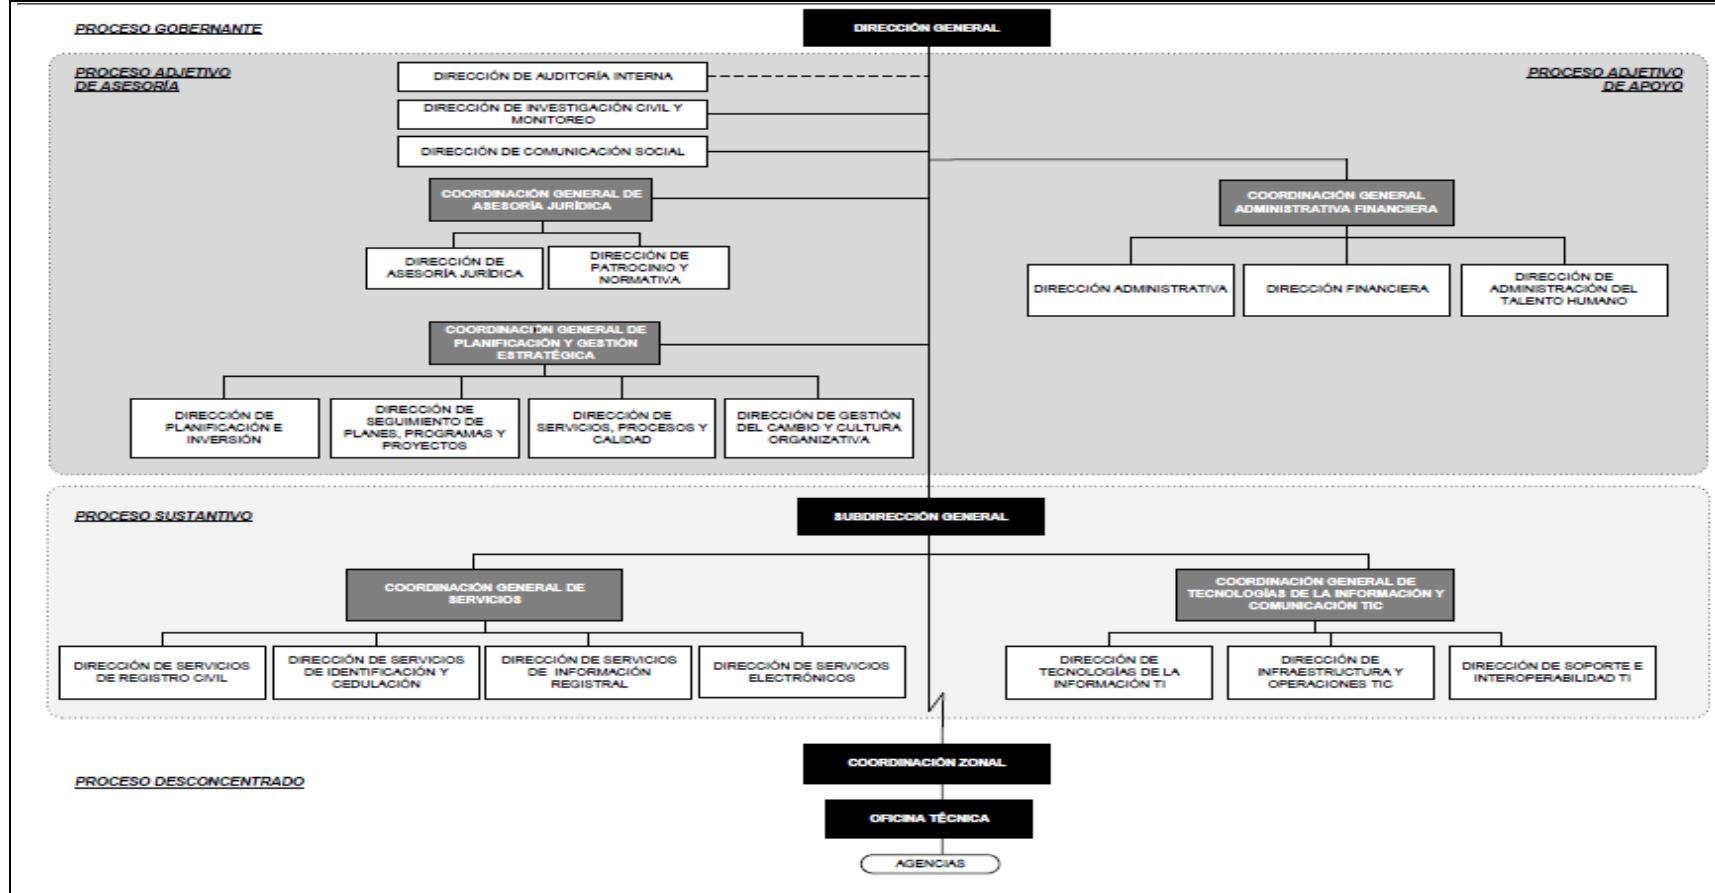 PROCESO GOBERNANTE
DIRECCIÓN GENERAL
PROCESO ADJETIVO
DE ASESORÍA
PROCESO ADJETIVO
DE APOYO
DIRECCIÓN DE AUDITORÍA INTERNA
DIRECCIÓN DE INVESTIGACIÓN CIVIL Y
MONITOREO
DIRECCIÓN DE COMUNICACIÓN SOCIAL
COORDINACIÓN GENERAL DE
ASESORÍA JURÍDICA
COORDINACIÓN GENERAL
ADMINISTRATIVA FINANCIERA
DIRECCIÓN DE
ASESORÍA JURÍDICA
DIRECCIÓN DE
PATROCINIO Y
NORMATIVA
DIRECCIÓN ADMINISTRATIVA
DIRECCIÓN FINANCIERA
DIRECCIÓN DE
ADMINISTRACIÓN DEL
TALENTO HUMANO
COORDINACIÓN GENERAL DE
PLANIFICACIÓN Y GESTIÓN
ESTRATÉGICA
DIRECCIÓN DE
PLANIFICACIÓN E
INVERSIÓN
DIRECCIÓN DE
SEGUIMIENTO DE
PLANES, PROGRAMAS Y
PROYECTOS
DIRECCIÓN DE
SERVICIOS, PROCESOS Y
CALIDAD
DIRECCIÓN DE GESTIÓN
DEL CAMBIO Y CULTURA
ORGANIZATIVA
PROCESO SUSTANTIVO
SUBDIRECCIÓN GENERAL
COORDINACIÓN GENERAL DE
SERVICIOS
COORDINACIÓN GENERAL DE
TECNOLOGÍAS DE LA INFORMACIÓN Y
COMUNICACIÓN TIC
DIRECCIÓN DE SERVICIOS
DE REGISTRO CIVIL
DIRECCIÓN DE SERVICIOS
DE IDENTIFICACIÓN Y
CEDULACIÓN
DIRECCIÓN DE SERVICIOS
DE INFORMACIÓN
REGISTRAL
DIRECCIÓN DE SERVICIOS
ELECTRÓNICOS
DIRECCIÓN DE
TECNOLOGÍAS DE LA
INFORMACIÓN TI
DIRECCIÓN DE
INFRAESTRUCTURA Y
OPERACIONES TIC
DIRECCIÓN DE SOPORTE E
INTEROPERABILIDAD TI
COORDINACIÓN ZONAL
PROCESO DESCONCENTRADO
OFICINA TÉCNICA
AGENCIAS